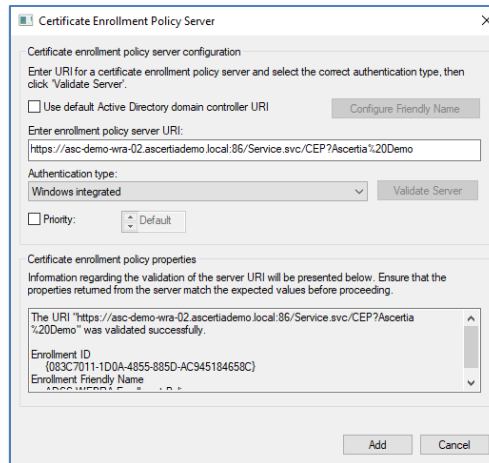 Certificate Enrollment Policy Server
Certificate enrollment policy server configuration
Enter URI for a certificate enrollment policy server and select the correct authentication type, then
click 'Validate Server'.
Use default Active Directory domain controller URI
Configure Friendly Name
Enter enrollment policy server URI:
https://asc-demo-wra-02.ascertiademo.local:86/Service.svc/CEP?Ascertia%20Demo
Authentication type:
Windows integrated
Validate Server
Priority:
Default
Certificate enrollment policy properties
Information regarding the validation of the server URI will be presented below. Ensure that the
properties returned from the server match the expected values before proceeding.
The URI "https://asc-demo-wra-02.ascertiademo.local:86/Service.svc/CEP?Ascertia
%20Demo" was validated successfully.
Enrollment ID
{083C7011-1D0A-4855-885D-AC945184658C}
Enrollment Friendly Name
Add
Cancel